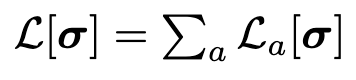 𝓛[𝝈] = ∑ₐ 𝓛ₐ[𝝈]